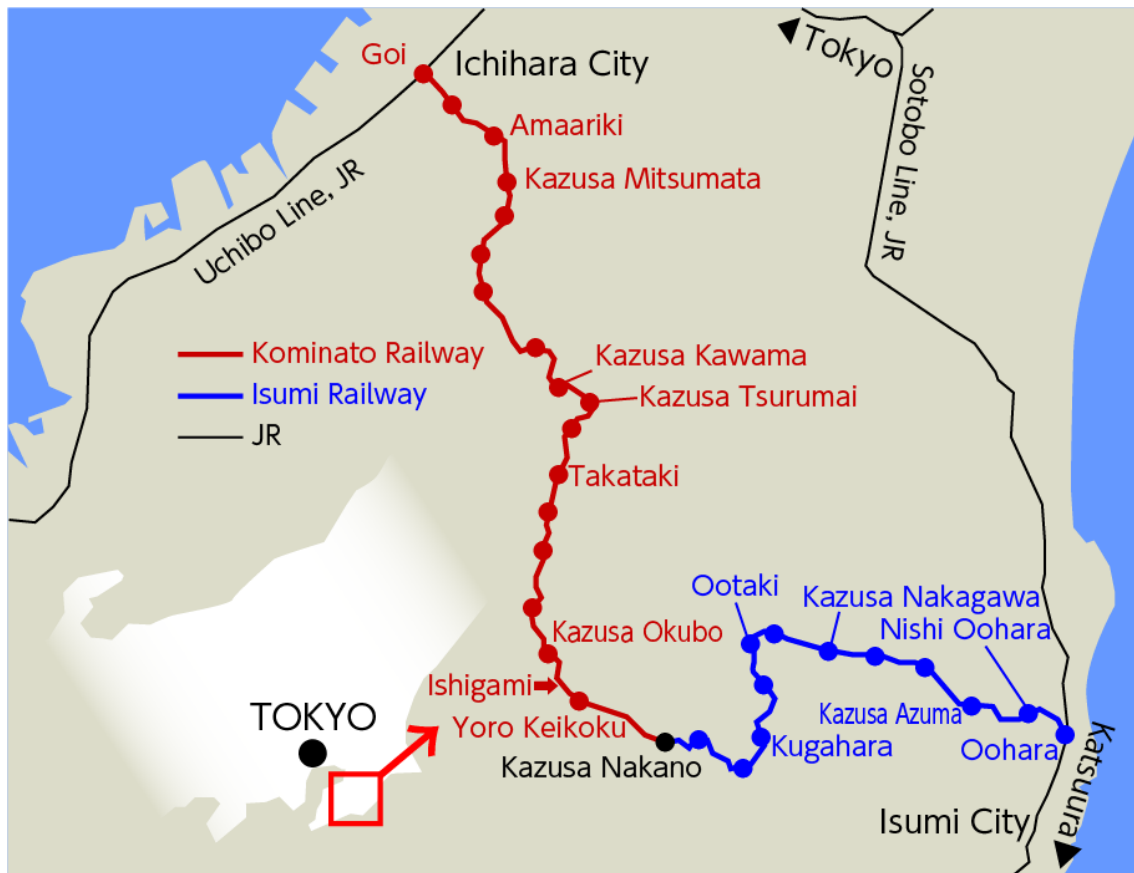 Goi
Ichihara City
Tokyo
Amaariki
Sotobo Line, JR
Kazusa Mitsumata
Uchibo Line, JR
Kominato Railway
Isumi Railway
JR
Kazusa Kawama
Kazusa Tsurumai
Takataki
Ootaki
Kazusa Nakagawa
Nishi Oohara
Kazusa Okubo
Ishigami
Yoro Keikoku
Kazusa Nakano
TOKYO
Kazusa Azuma
Kugahara
Oohara
Katsuura
Isumi City